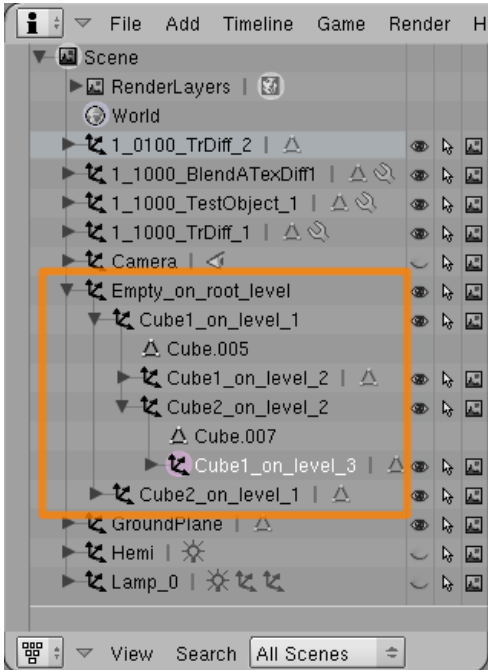 File Add Timeline Game Render H
Scene
RenderLayers |
World
1_0100_TrDiff_2 |
1_1000_BlendATexDiff1 |
1_1000_TestObject_1 |
1_1000_TrDiff_1 |
Camera |
Empty_on_root_level
Cube1_on_level_1
Cube.005
Cube1_on_level_2 |
Cube2_on_level_2
Cube.007
Cube1_on_level_3 |
Cube2_on_level_1 |
GroundPlane |
Hemi |
Lamp_0 |
View Search All Scenes